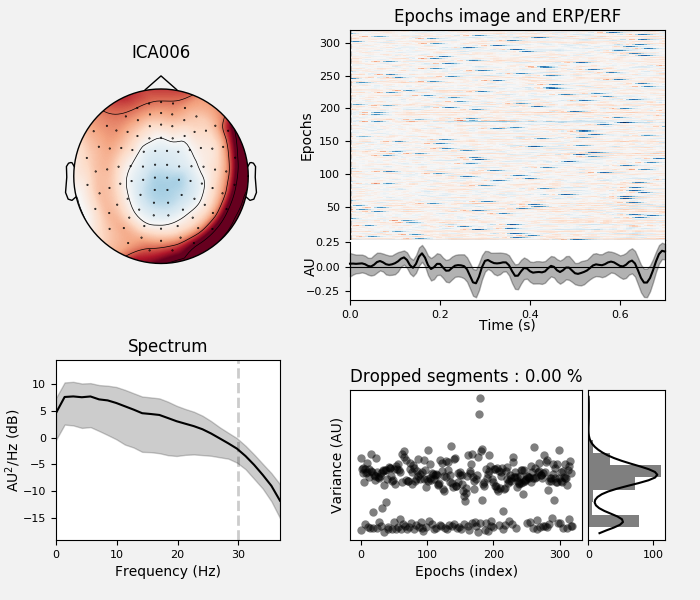 ICA006
Epochs image and ERP/ERF
Epochs
300
250
200
150
100
50
AU
0.25
0.00
−0.25
0.0
0.2
0.4
0.6
Time (s)
Spectrum
AU²/Hz (dB)
10
5
0
−5
−10
−15
0
10
20
30
Frequency (Hz)
Dropped segments : 0.00 %
Variance (AU)
0
100
200
300
Epochs (index)
0
100